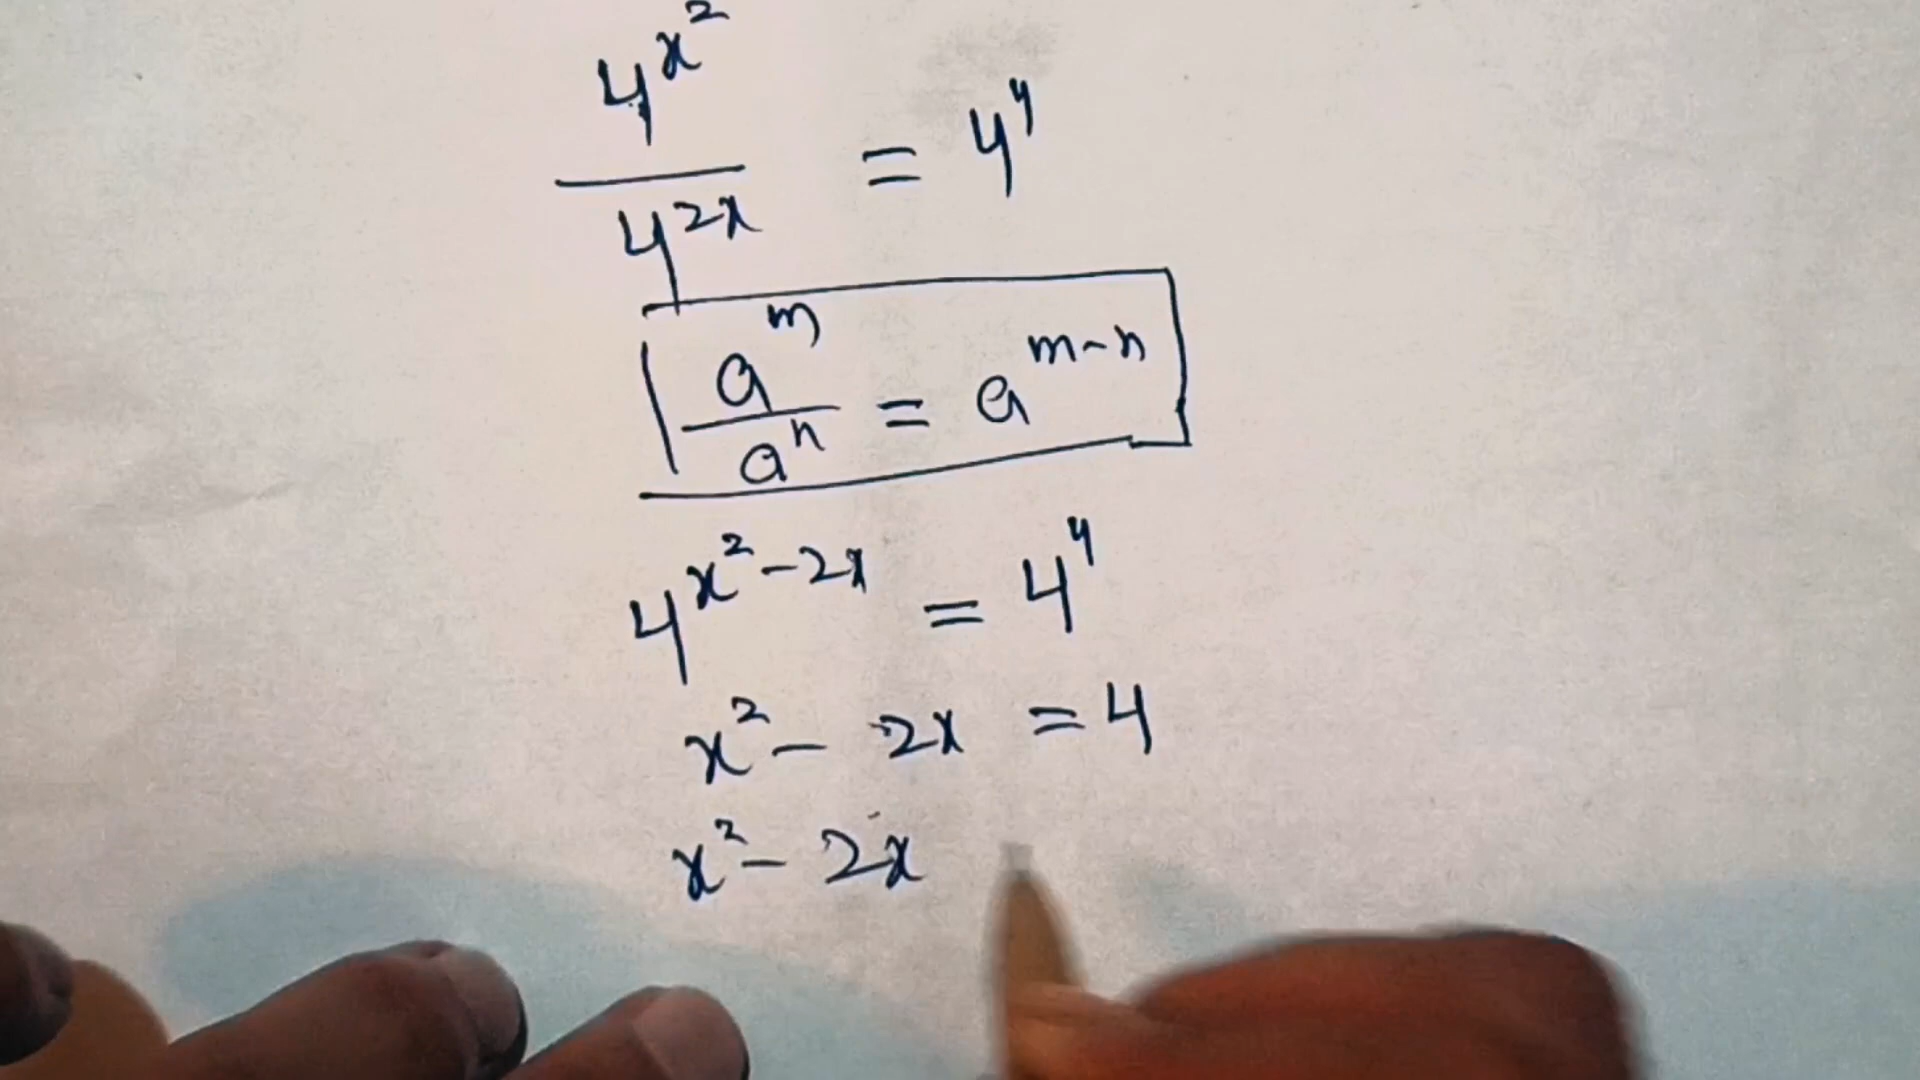 4^{x^2} / 4^{2x} = 4^4
a^m / a^n = a^{m-n}
4^{x^2-2x} = 4^4
x^2 - 2x = 4
x^2 - 2x